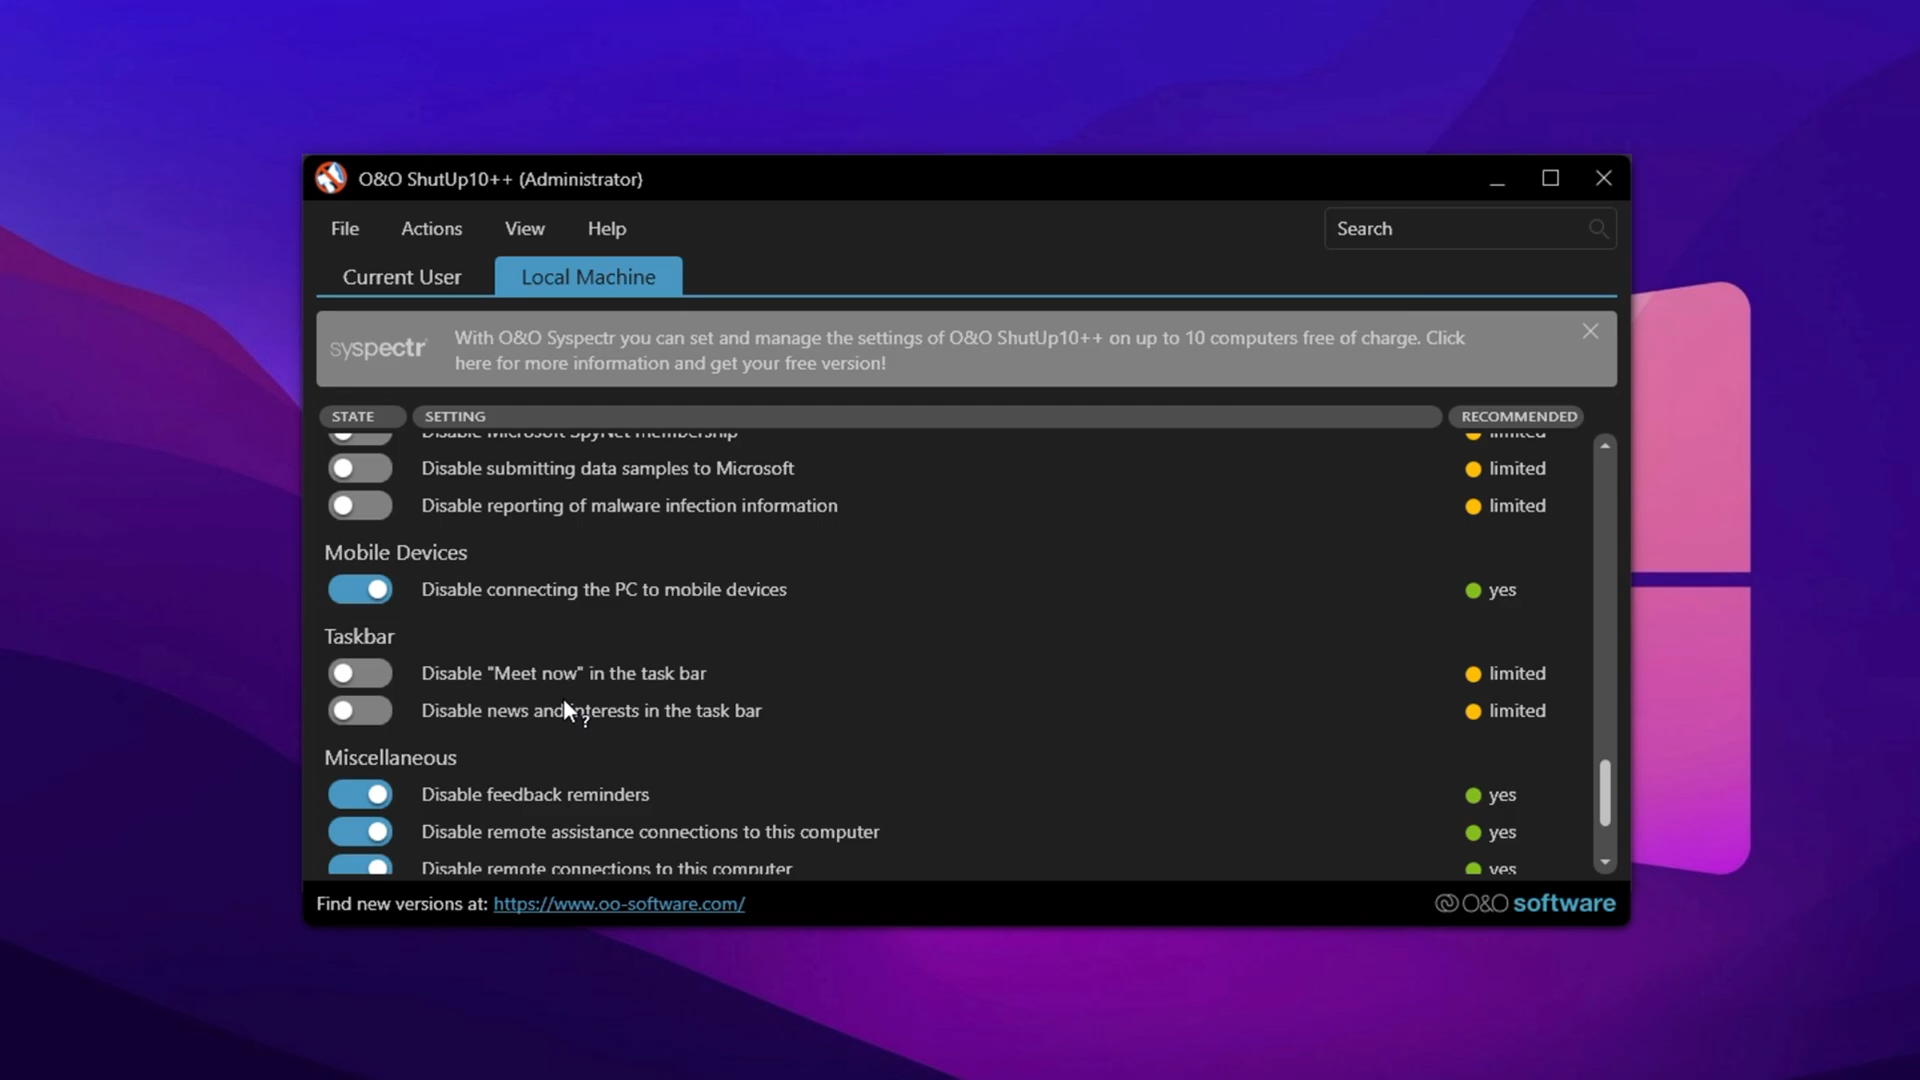 O&O ShutUp10++ (Administrator)
File Actions View Help Search
Current User Local Machine
syspectr With O&O Syspectr you can set and manage the settings of O&O ShutUp10++ on up to 10 computers free of charge. Click
here for more information and get your free version!
STATE SETTING RECOMMENDED
Disable Microsoft SpyNet membership limited
Disable submitting data samples to Microsoft limited
Disable reporting of malware infection information limited
Mobile Devices
Disable connecting the PC to mobile devices yes
Taskbar
Disable "Meet now" in the task bar limited
Disable news and interests in the task bar limited
Miscellaneous
Disable feedback reminders yes
Disable remote assistance connections to this computer yes
Disable remote connections to this computer yes
Find new versions at: https://www.oo-software.com/ O&O software